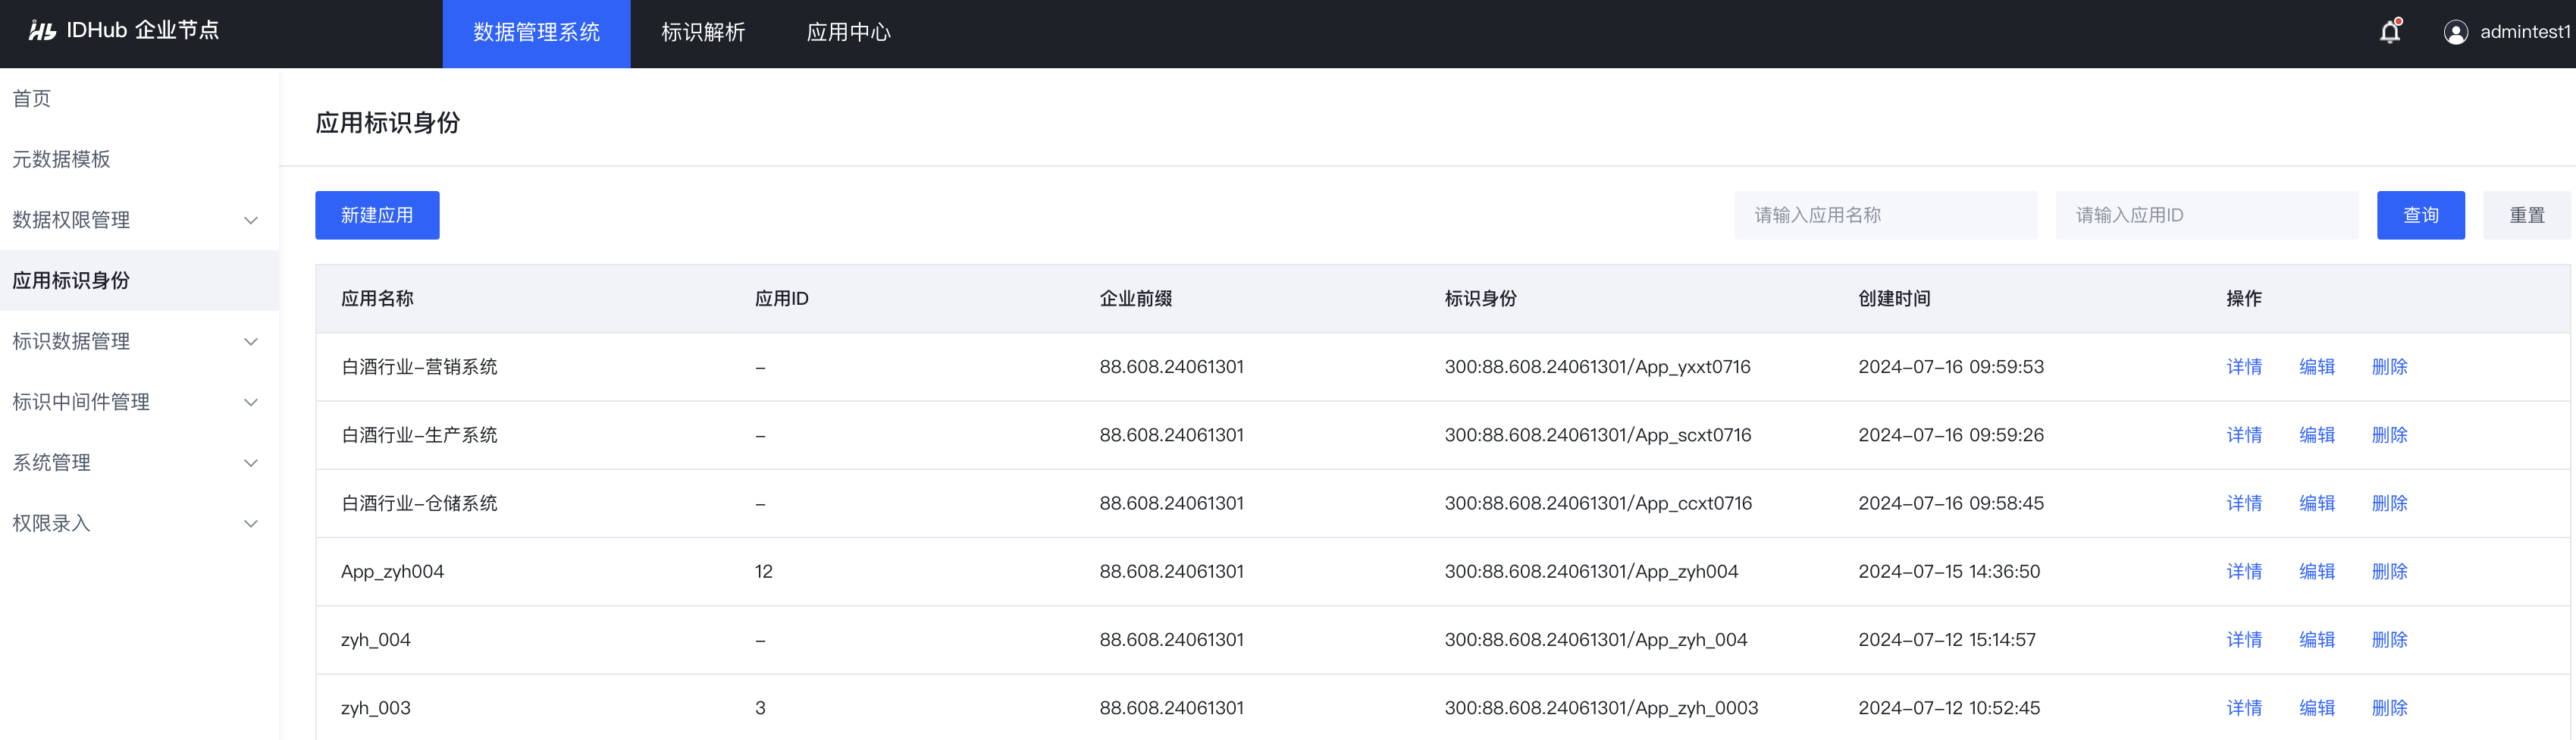 IDHub 企业节点
数据管理系统 标识解析 应用中心
admintest1
首页
元数据模板
数据权限管理
应用标识身份
标识数据管理
标识中间件管理
系统管理
权限录入
应用标识身份
新建应用 请输入应用名称 请输入应用ID 查询 重置
应用名称 应用ID 企业前缀 标识身份 创建时间 操作
白酒行业-营销系统 - 88.608.24061301 300:88.608.24061301/App_yxxt0716 2024-07-16 09:59:53 详情 编辑 删除
白酒行业-生产系统 - 88.608.24061301 300:88.608.24061301/App_scxt0716 2024-07-16 09:59:26 详情 编辑 删除
白酒行业-仓储系统 - 88.608.24061301 300:88.608.24061301/App_ccxt0716 2024-07-16 09:58:45 详情 编辑 删除
App_zyh004 12 88.608.24061301 300:88.608.24061301/App_zyh004 2024-07-15 14:36:50 详情 编辑 删除
zyh_004 - 88.608.24061301 300:88.608.24061301/App_zyh_004 2024-07-12 15:14:57 详情 编辑 删除
zyh_003 3 88.608.24061301 300:88.608.24061301/App_zyh_0003 2024-07-12 10:52:45 详情 编辑 删除